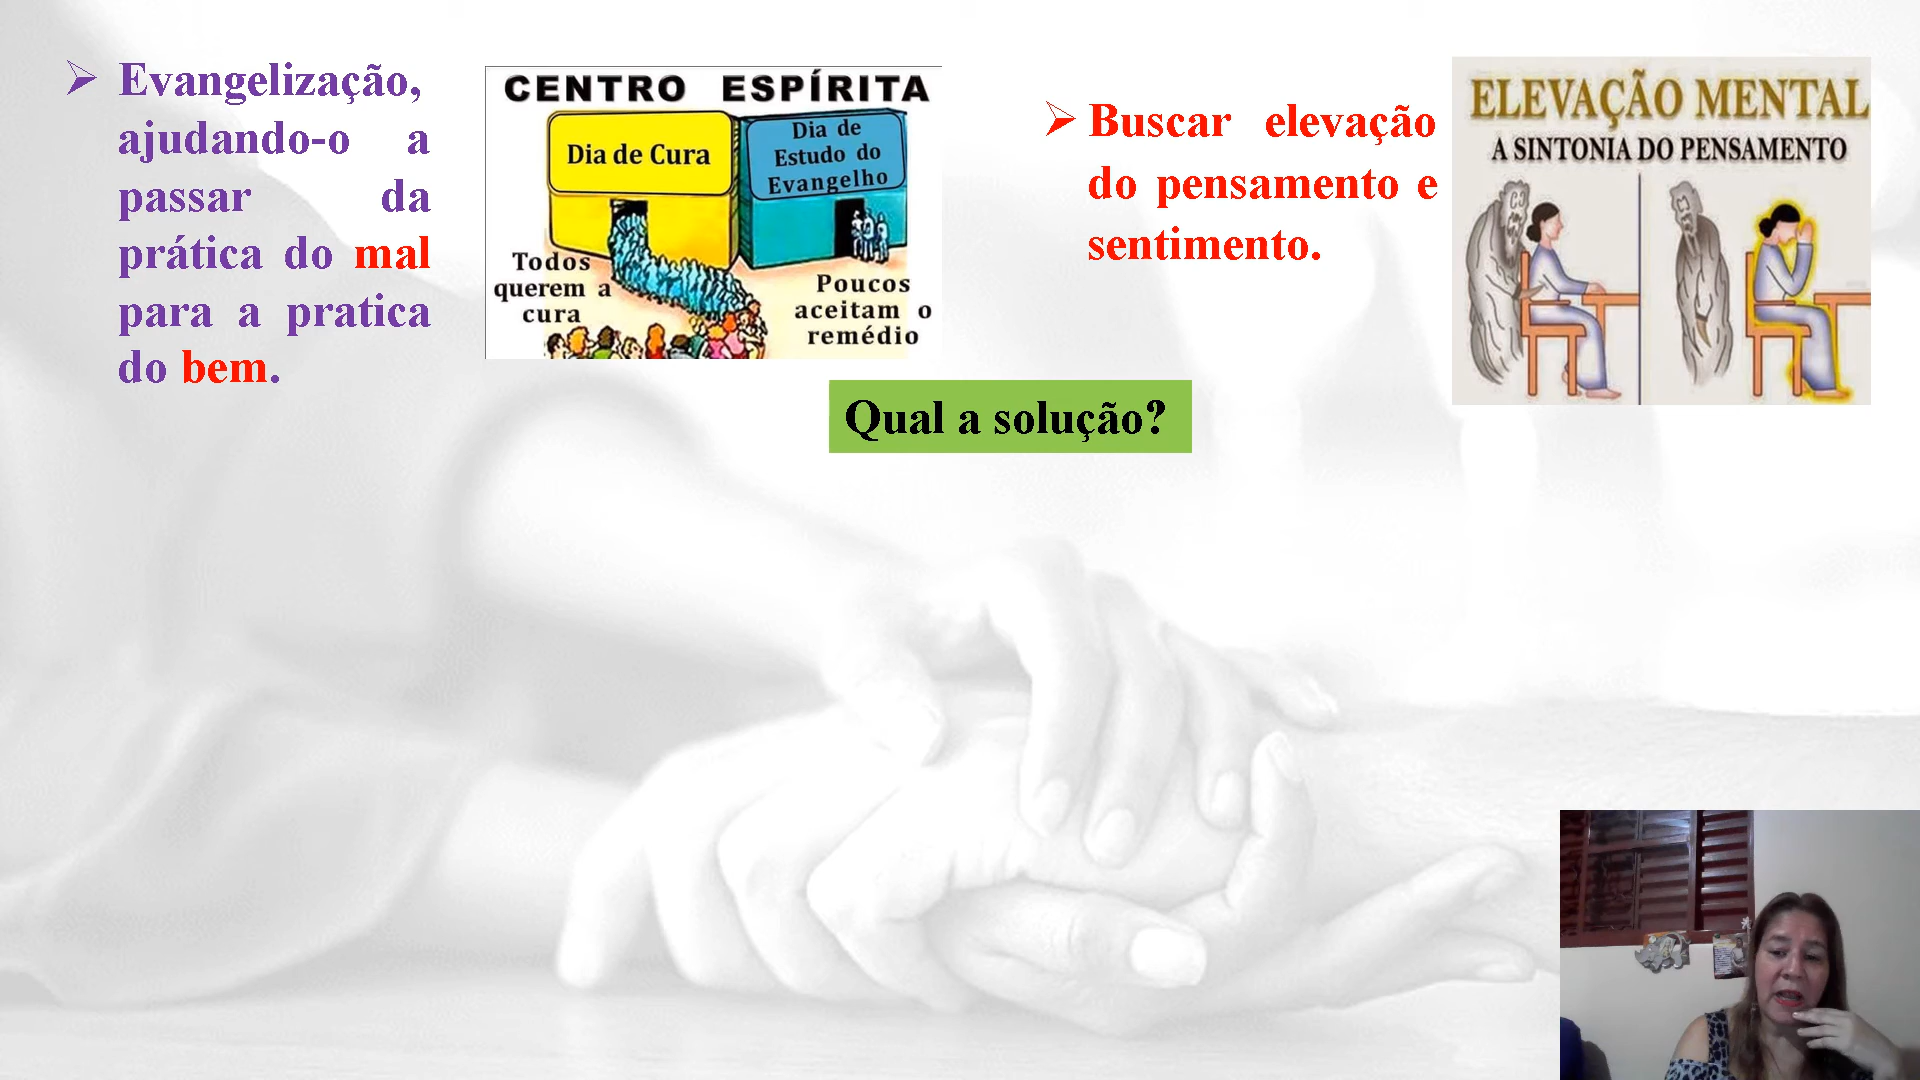 ➢ Evangelização,
ajudando-o a
passar da
prática do mal
para a pratica
do bem.
CENTRO ESPÍRITA
Dia de Cura
Dia de
Estudo do
Evangelho
Todos
querem a
cura
Poucos
aceitam o
remédio
➢ Buscar elevação
do pensamento e
sentimento.
ELEVAÇÃO MENTAL
A SINTONIA DO PENSAMENTO
Qual a solução?